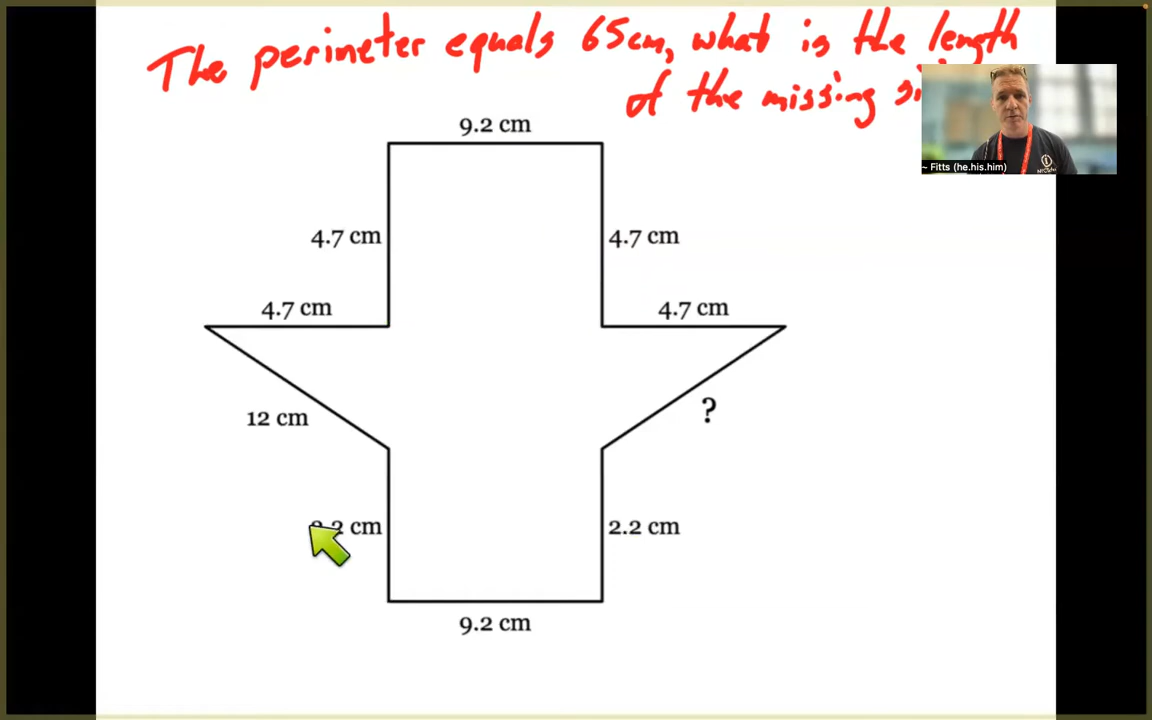 The perimeter equals 65cm, what is the length
of the missing
~ Fitts (he.his.him)
9.2 cm
4.7 cm
4.7 cm
4.7 cm
4.7 cm
12 cm
?
cm
2.2 cm
9.2 cm